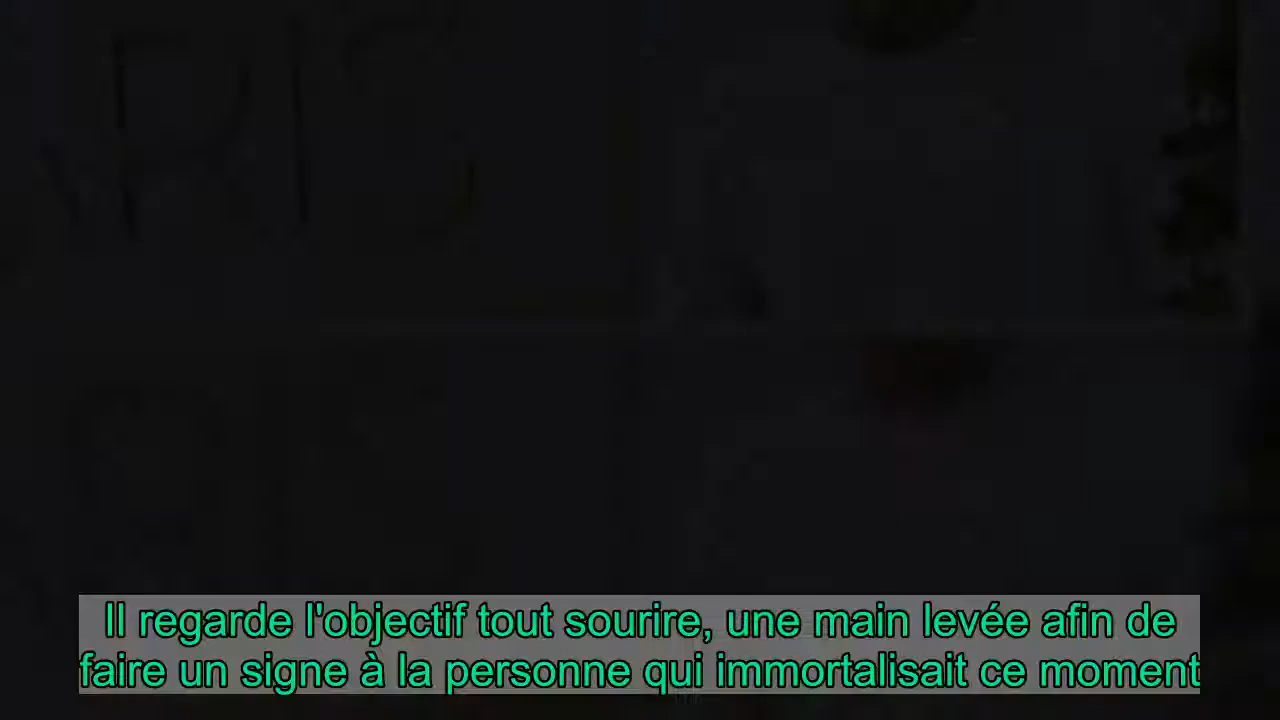 Il regarde l'objectif tout sourire, une main levée afin de
faire un signe à la personne qui immortalisait ce moment